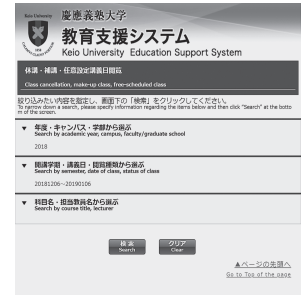 Keio University
慶應義塾大学
教育支援システム
Keio University Education Support System
休講・補講・任意設定講義日閲覧
Class cancellation, make-up class, free-scheduled class
絞り込みたい内容を指定し、画面下の「検索」をクリックしてください。
To narrow down a search, please specify information regarding the items below and then click "Search" at the botto
m of the screen.
▼ 年度・キャンパス・学部から選ぶ
Search by academic year, campus, faculty/graduate school
2018
▼ 開講学期・講義日・閲覧種類から選ぶ
Search by semester, date of class, status of class
20181206～20190106
▼ 科目名・担当教員名から選ぶ
Search by course title, lecturer
検索 クリア
Search Clear
▲ページの先頭へ
Go to Top of the page